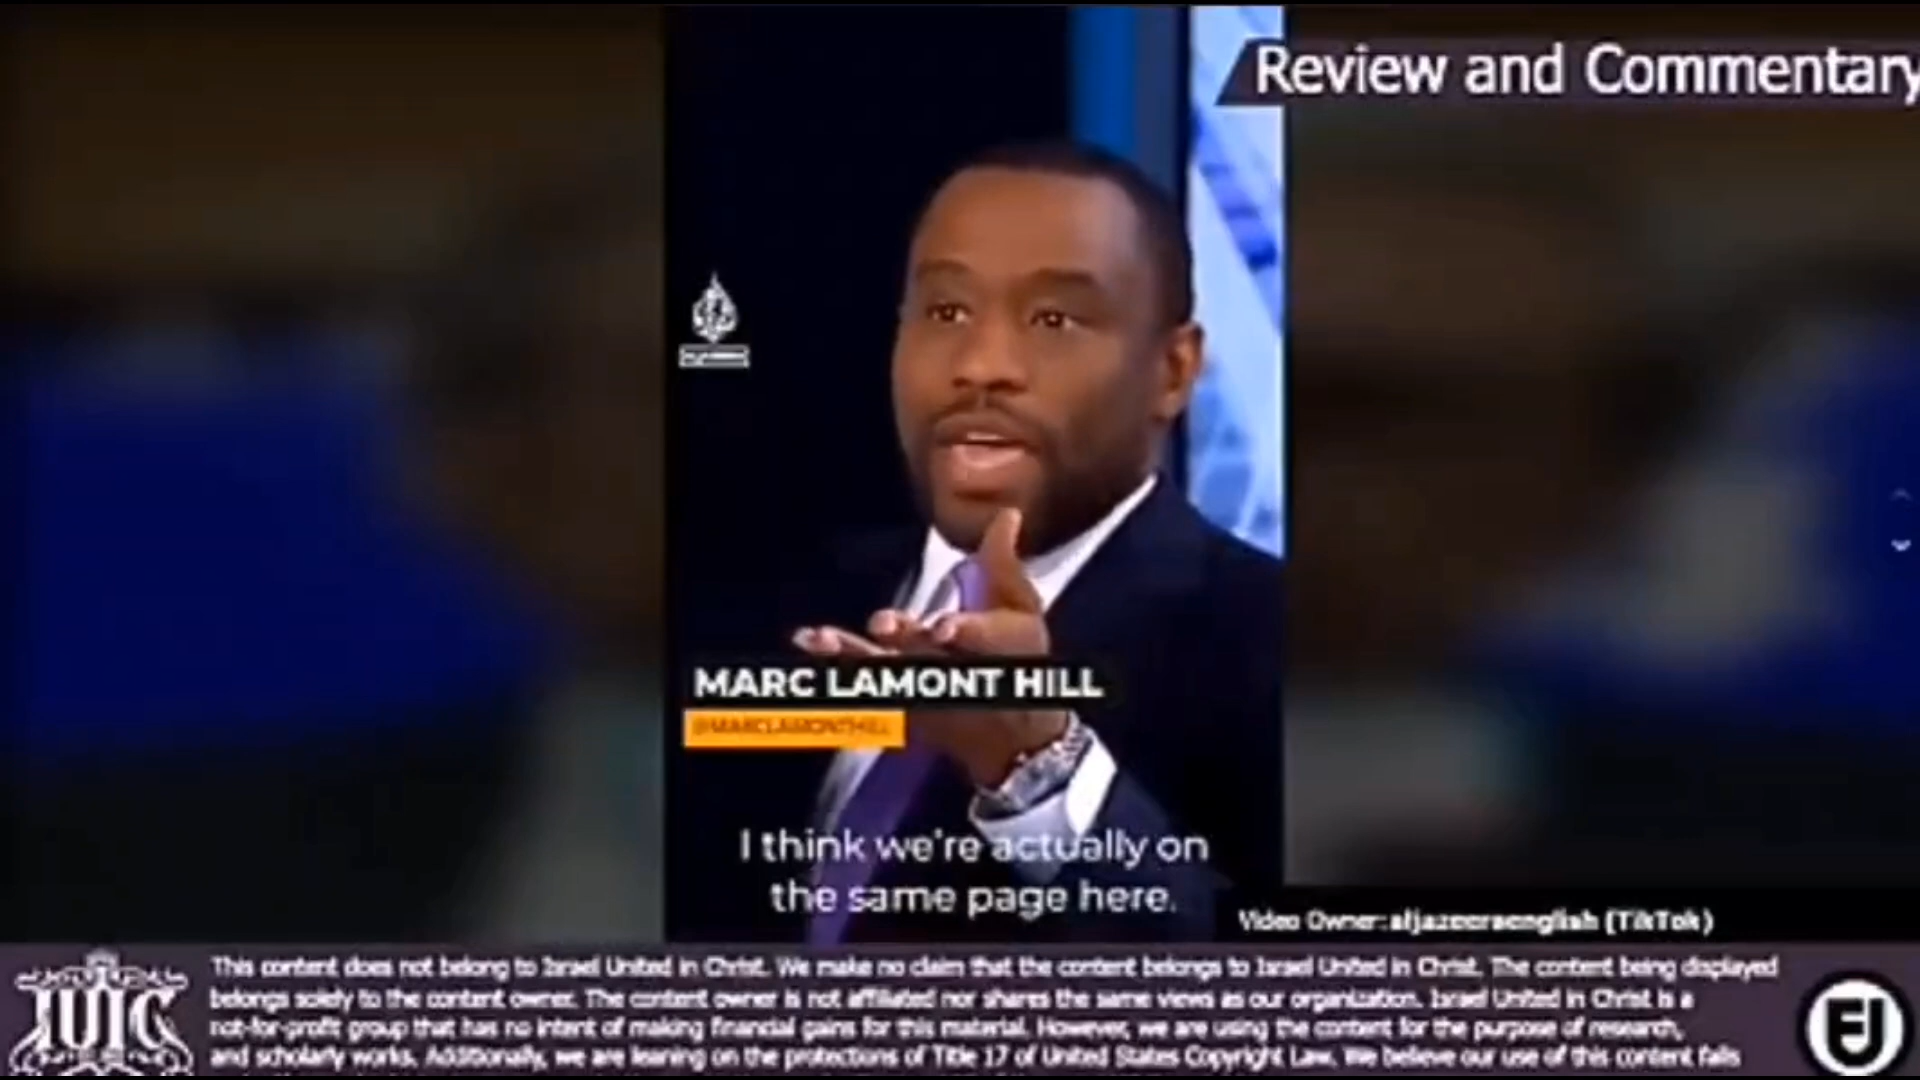 Review and Commentary
MARC LAMONT HILL
@MARCLAMONTHILL
I think we're actually on
the same page here.
Video Owner: aljazeeraenglish (TikTok)
This content does not belong to Israel United in Christ. We make no claim that the content belongs to Israel United in Christ. The content being displayed
belongs solely to the content owner. The content owner is not affiliated nor shares the same views as our organization. Israel United in Christ is a
not-for-profit group that has no intent of making financial gains for this material. However, we are using the content for the purpose of research,
and scholarly works. Additionally, we are leaning on the protections of Title 17 of United States Copyright Law. We believe our use of this content falls
IUIC